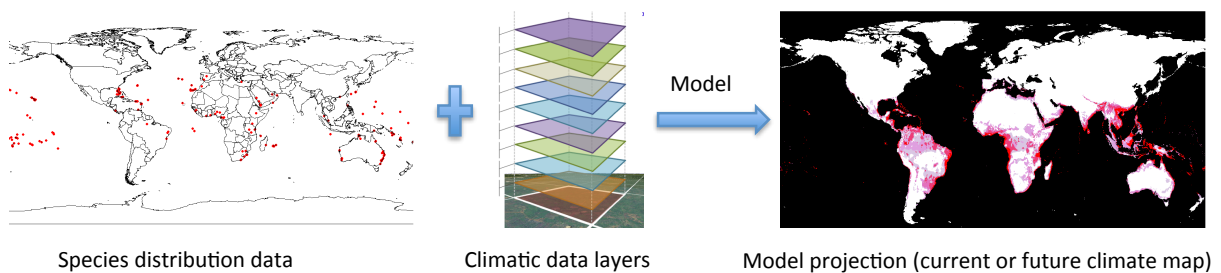 Model
Species distribution data
Climatic data layers
Model projection (current or future climate map)